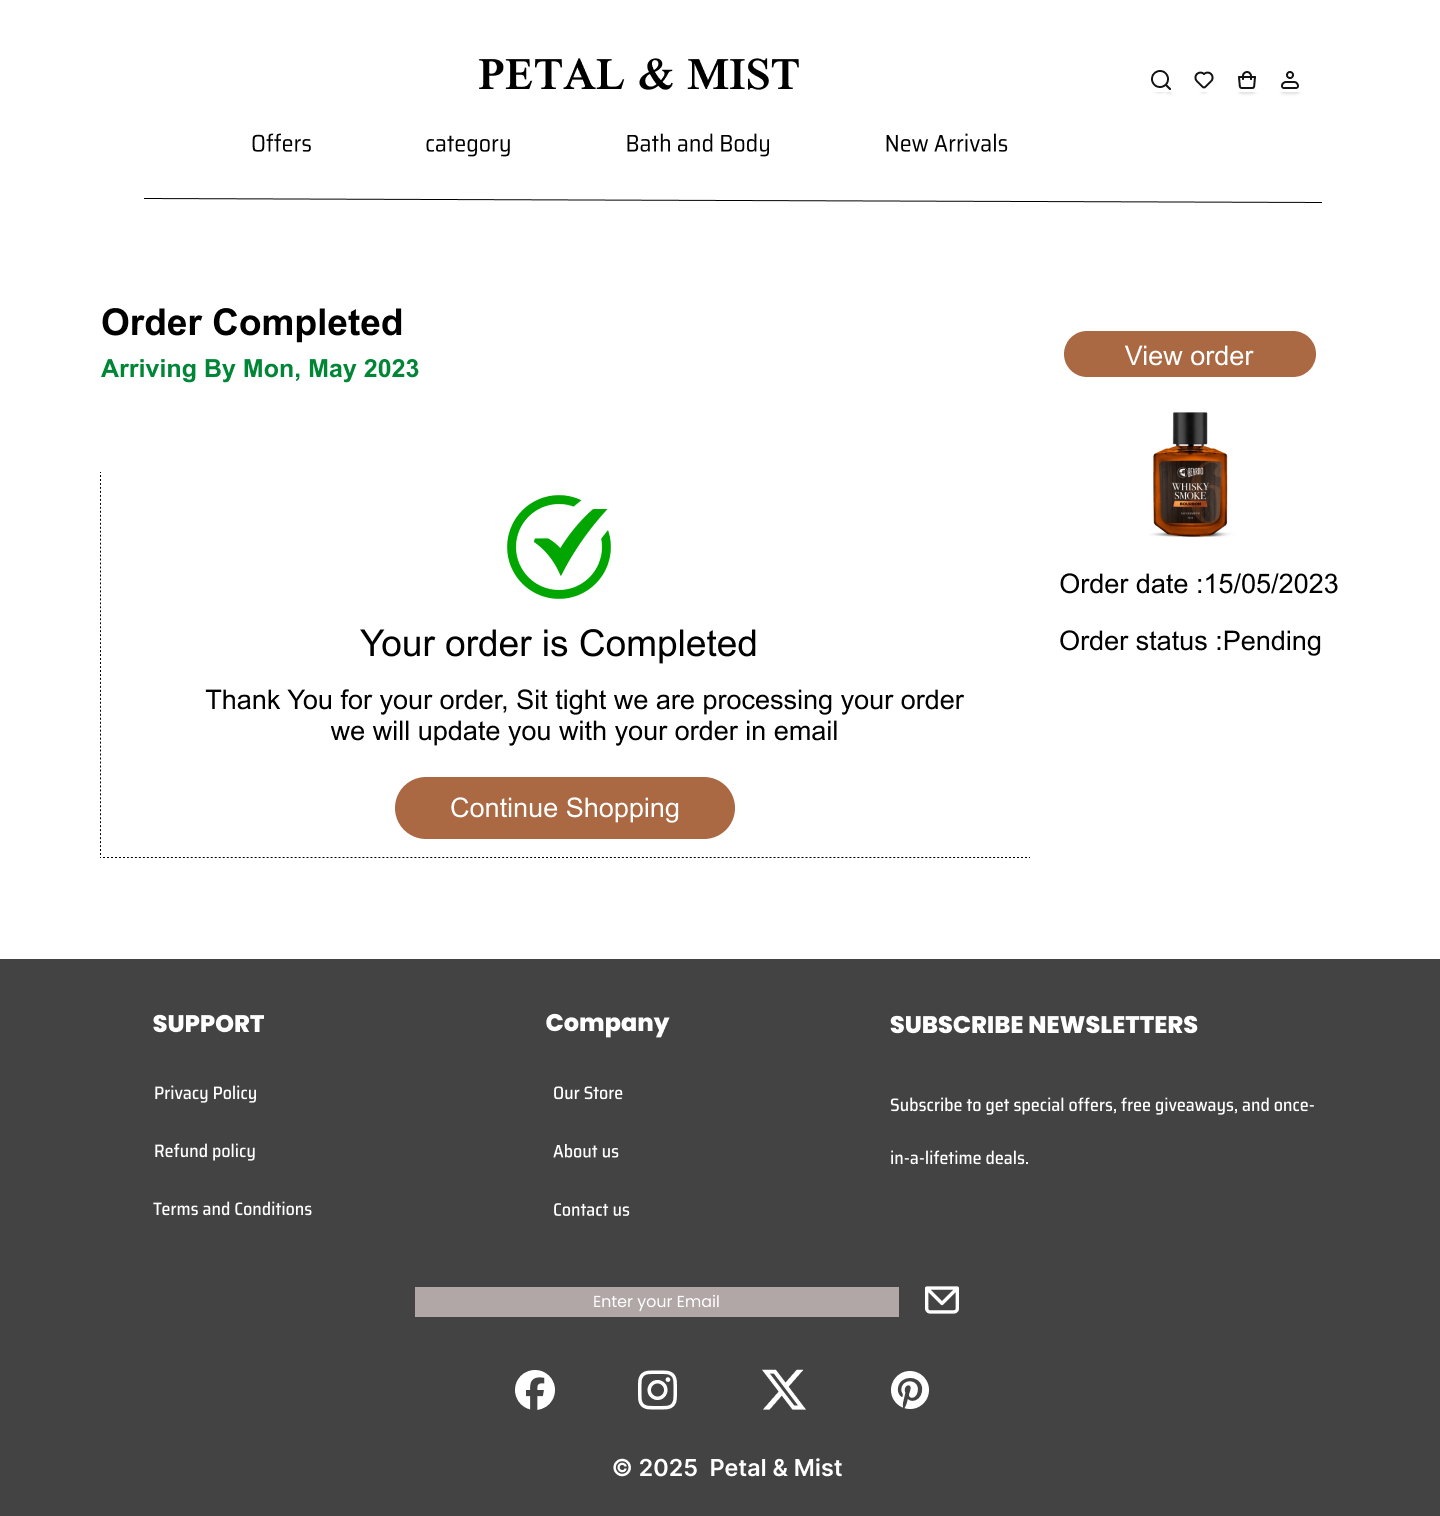 PETAL & MIST
Offers
category
Bath and Body
New Arrivals
Order Completed
Arriving By Mon, May 2023
View order
BEARDO
WHISKY
SMOKE
BOURBON
Order date :15/05/2023
Order status :Pending
Your order is Completed
Thank You for your order, Sit tight we are processing your order
we will update you with your order in email
Continue Shopping
SUPPORT
Privacy Policy
Refund policy
Terms and Conditions
Company
Our Store
About us
Contact us
SUBSCRIBE NEWSLETTERS
Subscribe to get special offers, free giveaways, and once-
in-a-lifetime deals.
Enter your Email
© 2025  Petal & Mist